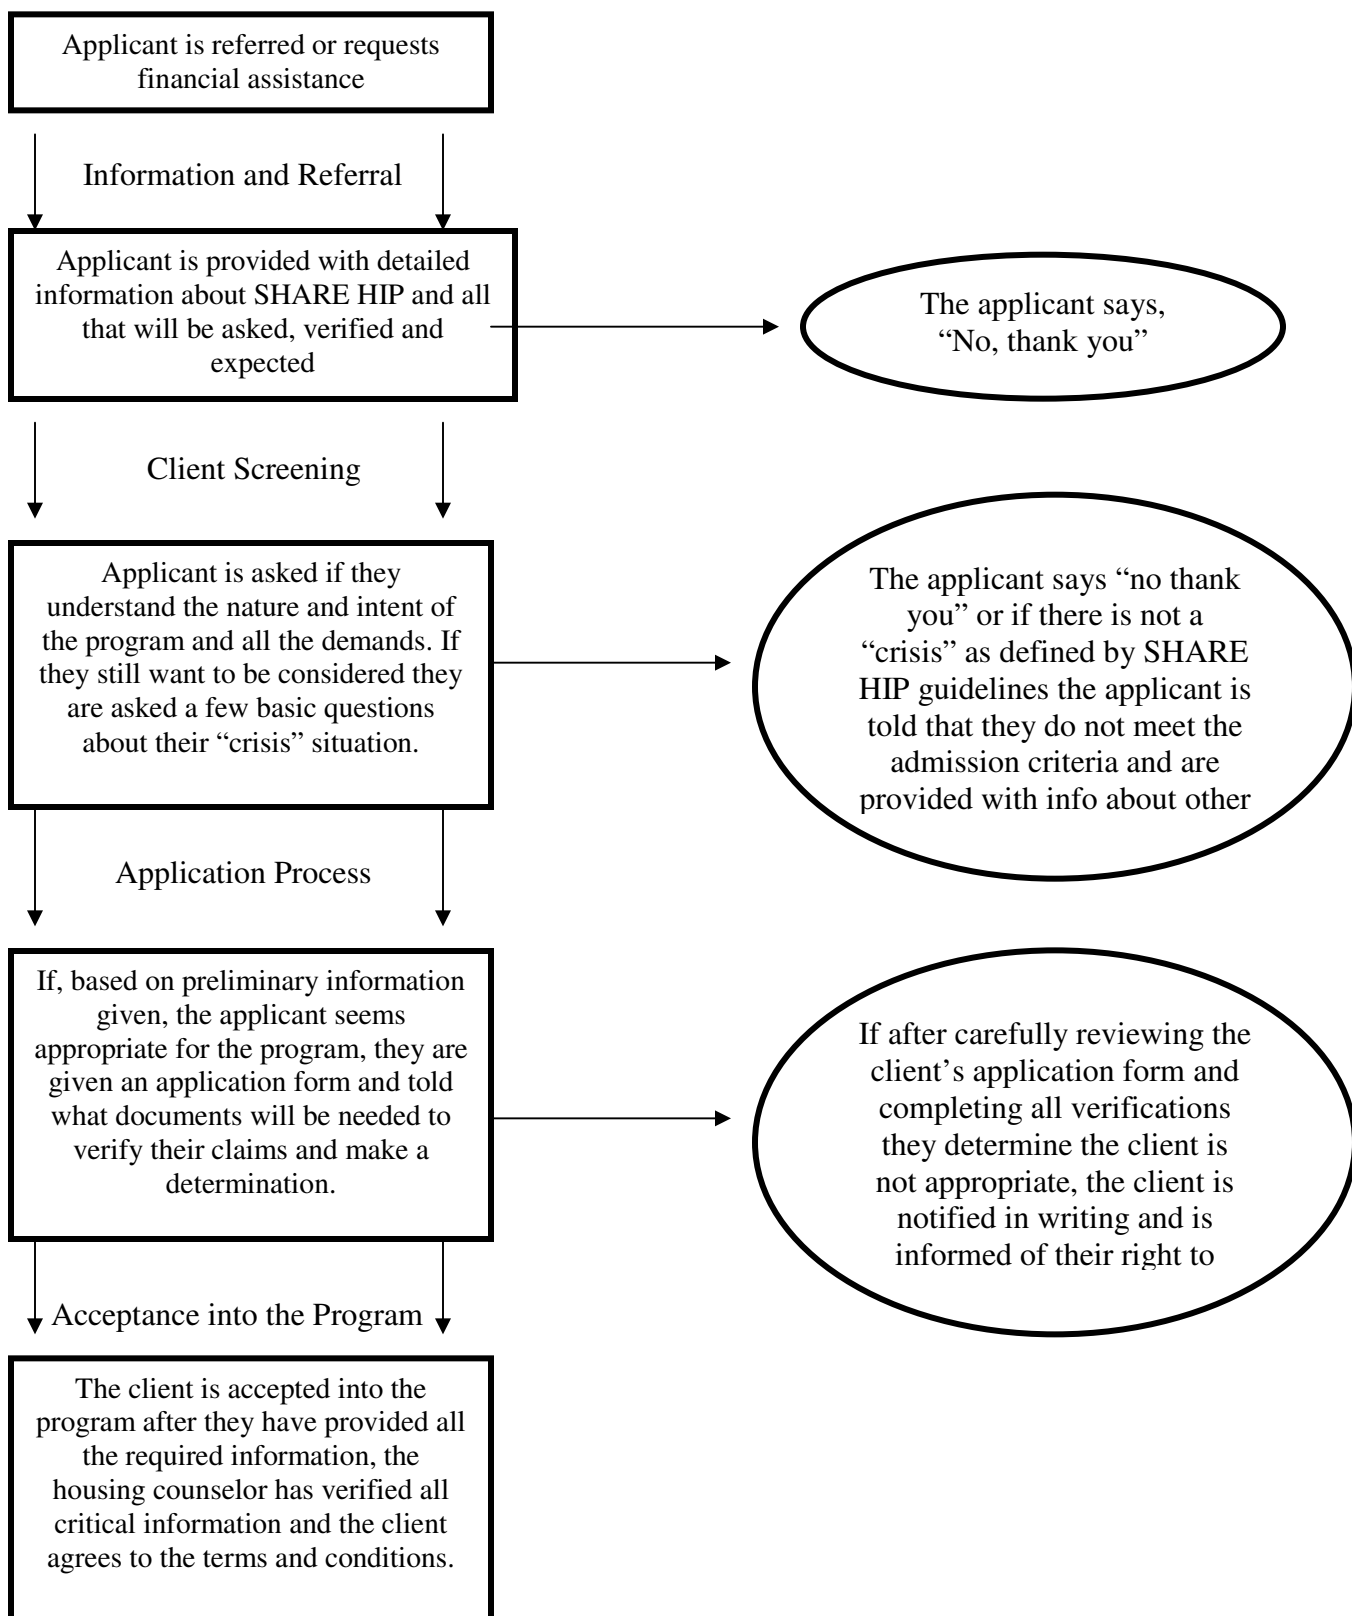 Applicant is referred or requests
financial assistance
Information and Referral
Applicant is provided with detailed
information about SHARE HIP and all
that will be asked, verified and
expected
The applicant says,
“No, thank you”
Client Screening
Applicant is asked if they
understand the nature and intent of
the program and all the demands. If
they still want to be considered they
are asked a few basic questions
about their “crisis” situation.
The applicant says “no thank
you” or if there is not a
“crisis” as defined by SHARE
HIP guidelines the applicant is
told that they do not meet the
admission criteria and are
provided with info about other
Application Process
If, based on preliminary information
given, the applicant seems
appropriate for the program, they are
given an application form and told
what documents will be needed to
verify their claims and make a
determination.
If after carefully reviewing the
client’s application form and
completing all verifications
they determine the client is
not appropriate, the client is
notified in writing and is
informed of their right to
Acceptance into the Program
The client is accepted into the
program after they have provided all
the required information, the
housing counselor has verified all
critical information and the client
agrees to the terms and conditions.